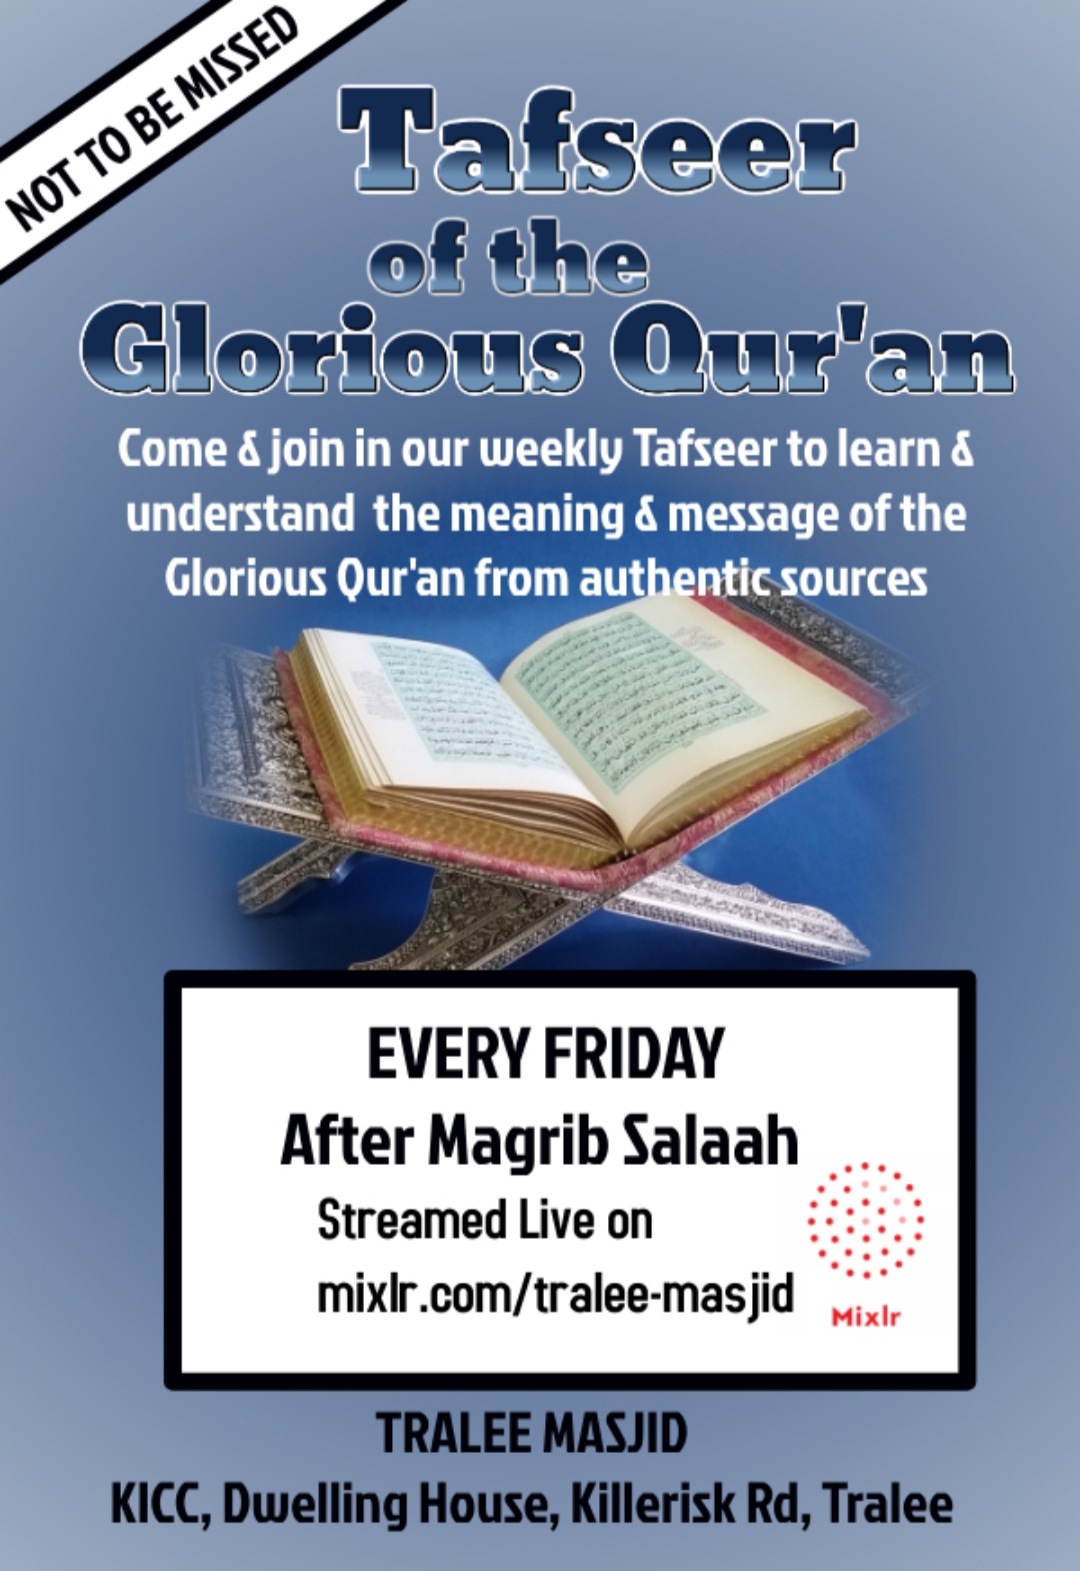 NOT TO BE MISSED
Tafseer
of the
Glorious Qur'an
Come & join in our weekly Tafseer to learn &
understand the meaning & message of the
Glorious Qur'an from authentic sources
EVERY FRIDAY
After Magrib Salaah
Streamed Live on
mixlr.com/tralee-masjid
Mixlr
TRALEE MASJID
KICC, Dwelling House, Killerisk Rd, Tralee